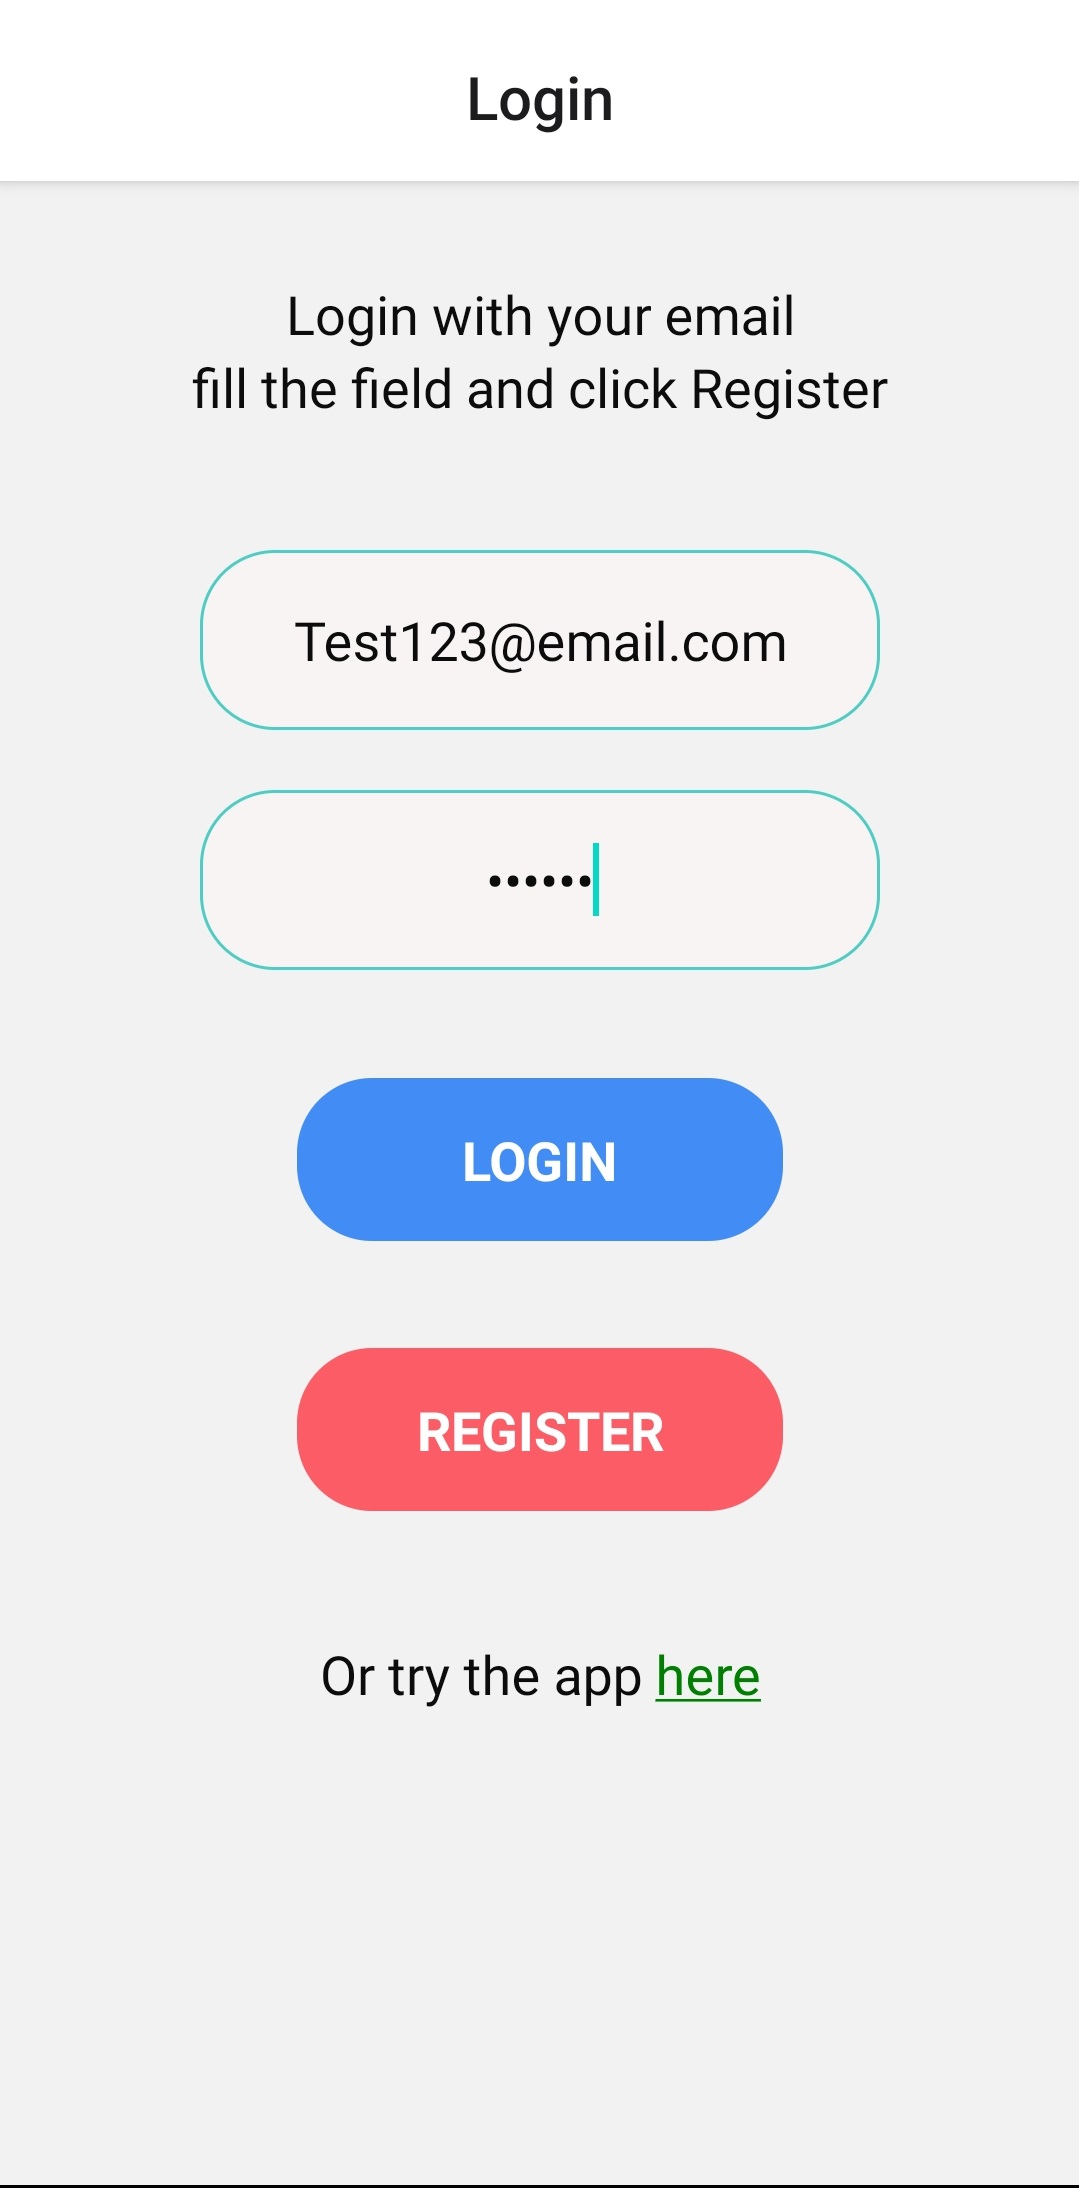 Login
Login with your email
fill the field and click Register
Test123@email.com
••••••
LOGIN
REGISTER
Or try the app here